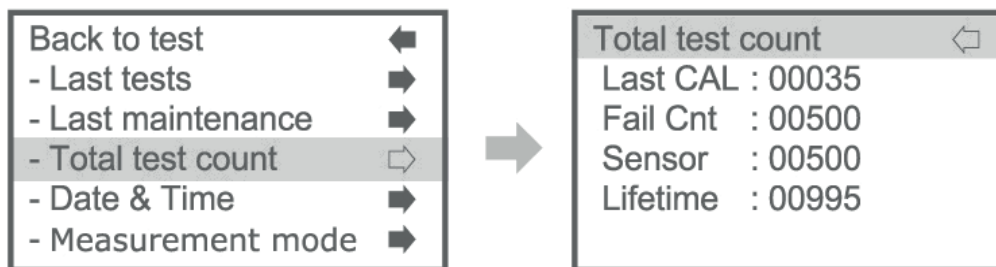 Back to test
- Last tests
- Last maintenance
- Total test count
- Date & Time
- Measurement mode
Total test count
Last CAL : 00035
Fail Cnt : 00500
Sensor : 00500
Lifetime : 00995